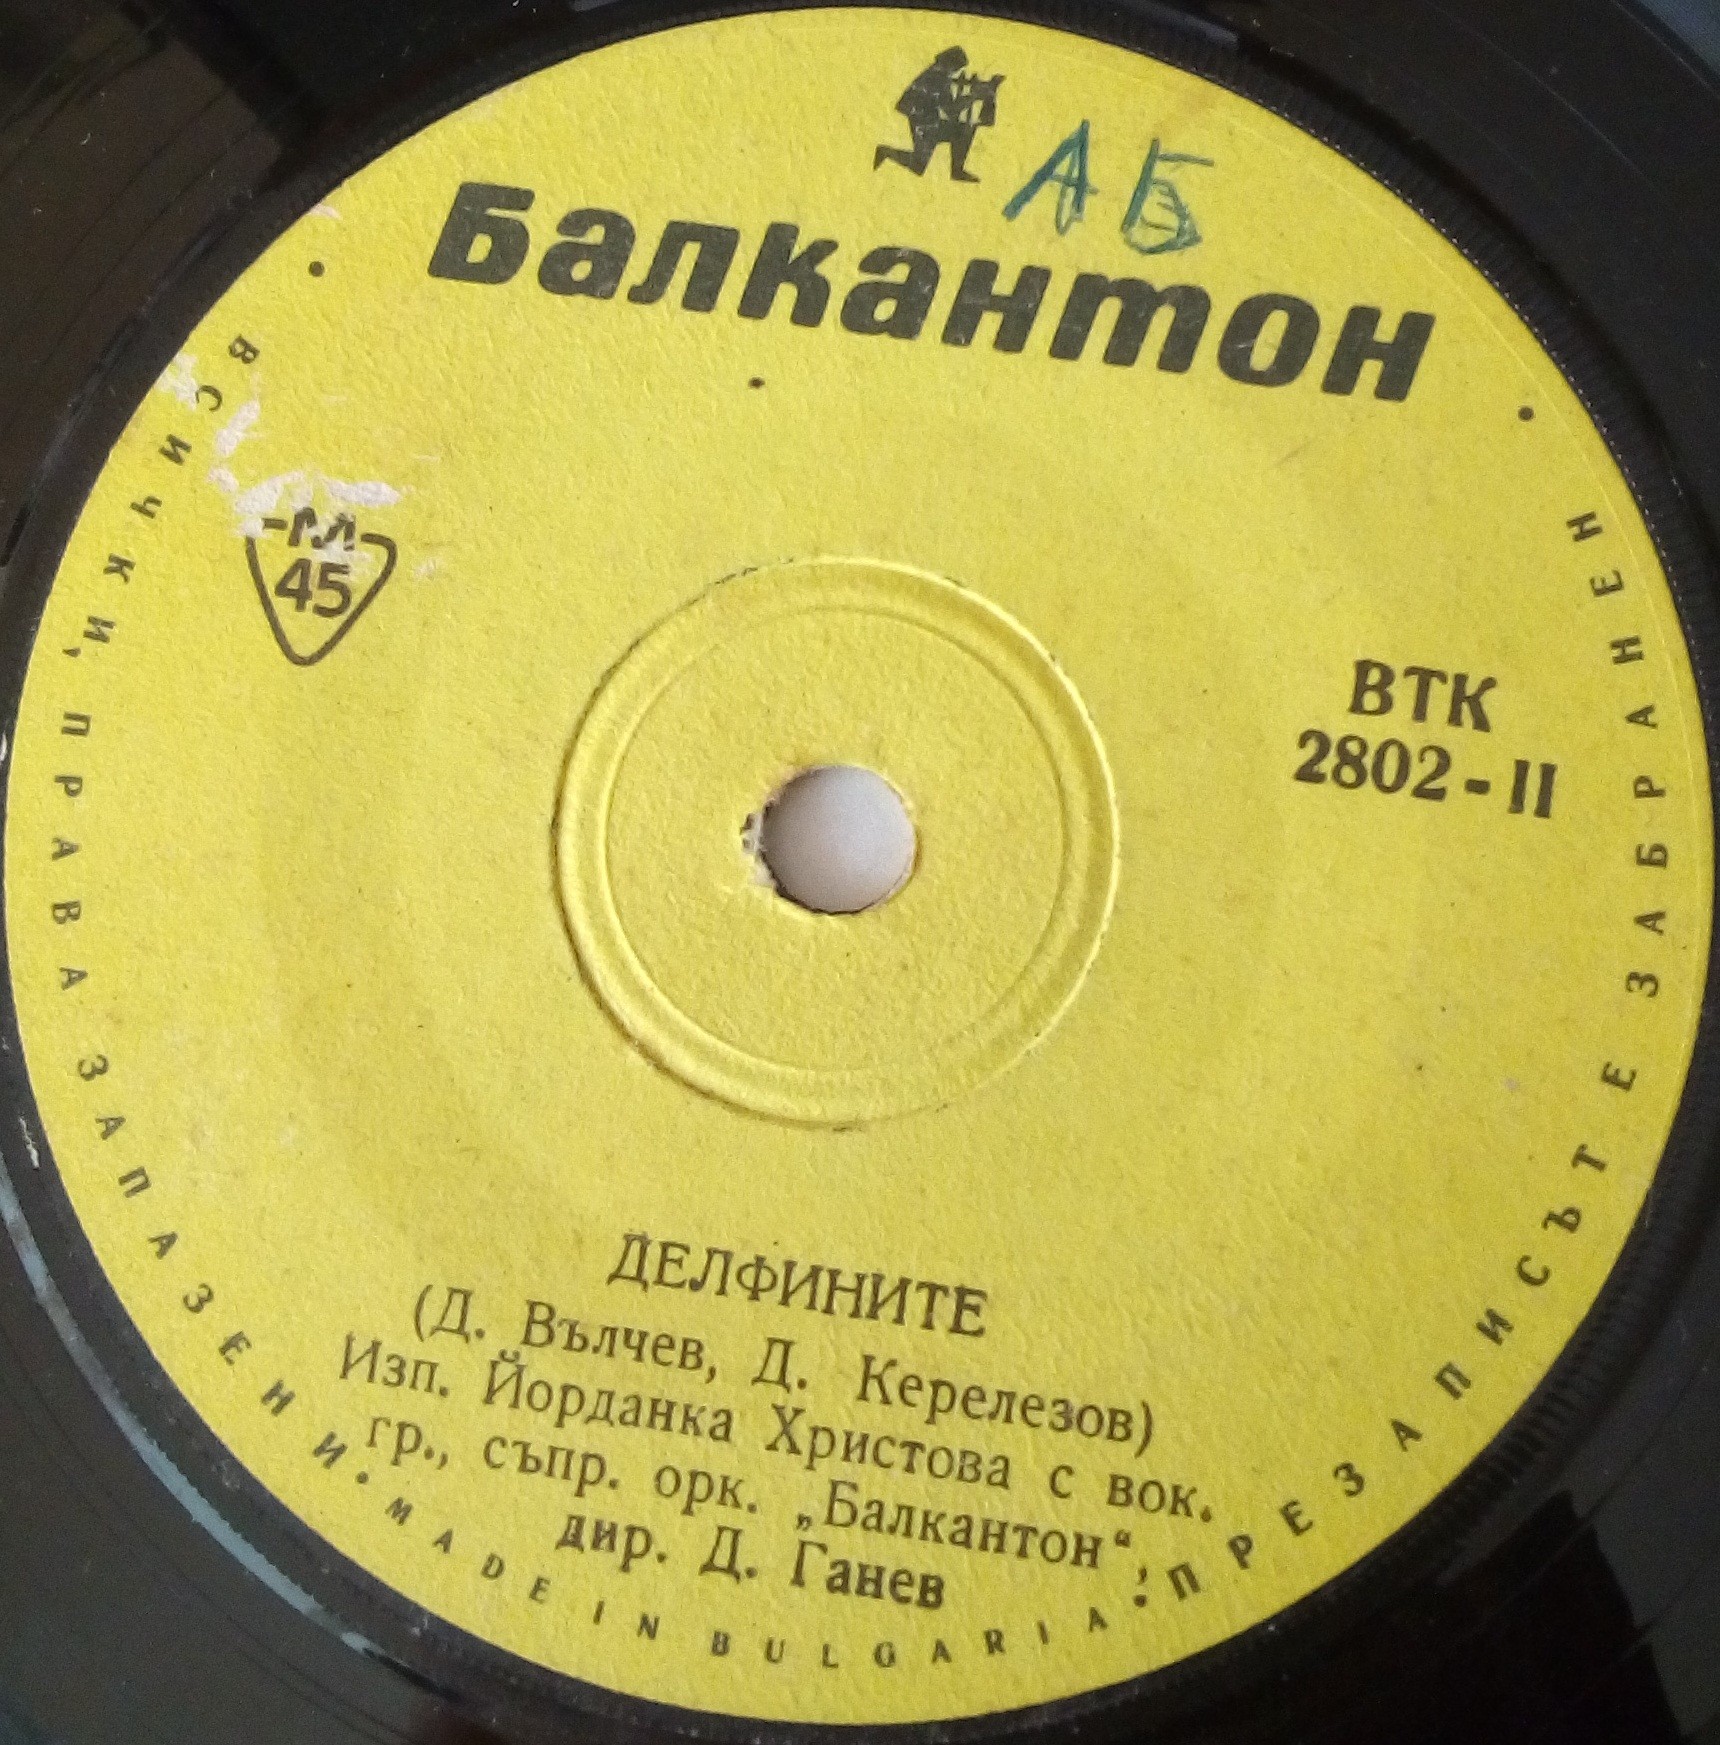 АБ
Балкантон
ГЛ
45
ВТК
2802-II
ДЕЛФИНИТЕ
(Д. Вълчев, Д. Керелезов)
Изп. Йорданка Христова с вок.
гр., съпр. орк. „Балкантон“,
дир. Д. Ганев
ВСИЧКИ, ПРАВА ЗАПАЗЕНИ • MADE IN BULGARIA • ПРЕЗАПИСЪТЕ ЗАБРАНЕН